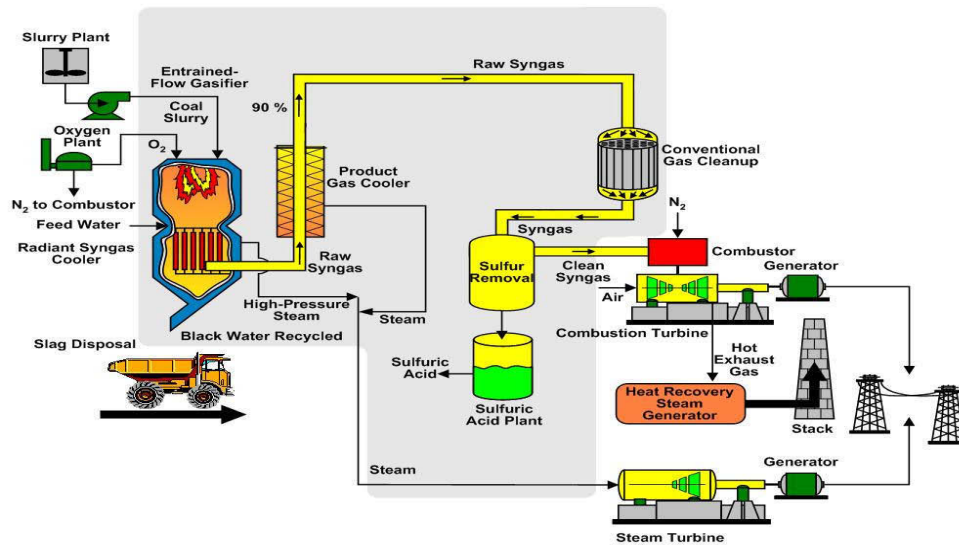 Slurry Plant
Entrained-
Flow Gasifier
Coal
Slurry
Oxygen
Plant
O2
N2 to Combustor
Feed Water
Radiant Syngas
Cooler
90 %
Raw Syngas
Product
Gas Cooler
Raw
Syngas
High-Pressure
Steam
Steam
Black Water Recycled
Slag Disposal
Conventional
Gas Cleanup
Syngas
Sulfur
Removal
Clean
Syngas
N2
Combustor
Air
Generator
Combustion Turbine
Sulfuric
Acid
Sulfuric
Acid Plant
Hot
Exhaust
Gas
Heat Recovery
Steam
Generator
Stack
Steam
Generator
Steam Turbine